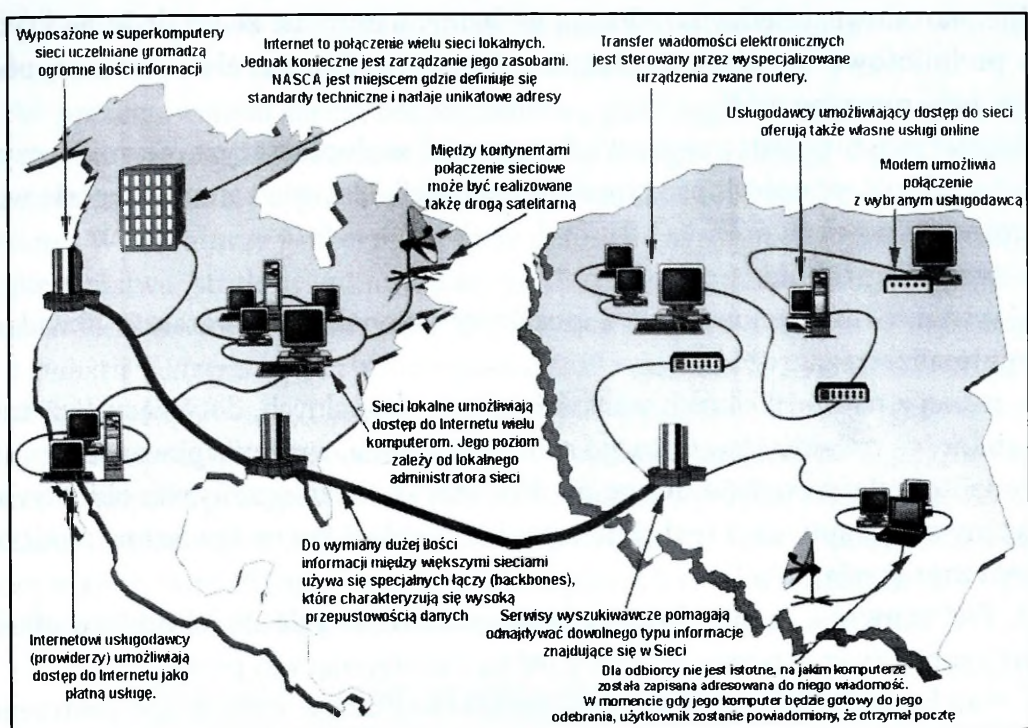 Wyposażone w superkomputery
sieci uczelniane gromadzą
ogromne ilości informacji
Internet to połączenie wielu sieci lokalnych.
Jednak konieczne jest zarządzanie jego zasobami.
NASCA jest miejscem gdzie definiuje się
standardy techniczne i nadaje unikatowe adresy
Transfer wiadomości elektronicznych
jest sterowany przez wyspecjalizowane
urządzenia zwane routery.
Usługodawcy umożliwiający dostęp do sieci
oferują także własne usługi online
Między kontynentami
połączenie sieciowe
może być realizowane
także drogą satelitarną
Modem umożliwia
połączenie
z wybranym usługodawcą
Sieci lokalne umożliwiają
dostęp do Internetu wielu
komputerom. Jego poziom
zależy od lokalnego
administratora sieci
Do wymiany dużej ilości
informacji między większymi sieciami
używa się specjalnych łączy (backbones),
które charakteryzują się wysoką
przepustowością danych
Serwisy wyszukiwawcze pomagają
odnajdywać dowolnego typu informacje
znajdujące się w Sieci
Internetowi usługodawcy
(providerzy) umożliwiają
dostęp do Internetu jako
płatną usługę.
Dla odbiorcy nie jest istotne, na jakim komputerze
została zapisana adresowana do niego wiadomość.
W momencie gdy jego komputer będzie gotowy do jego
odebrania, użytkownik zostanie powiadomiony, że otrzymał pocztę